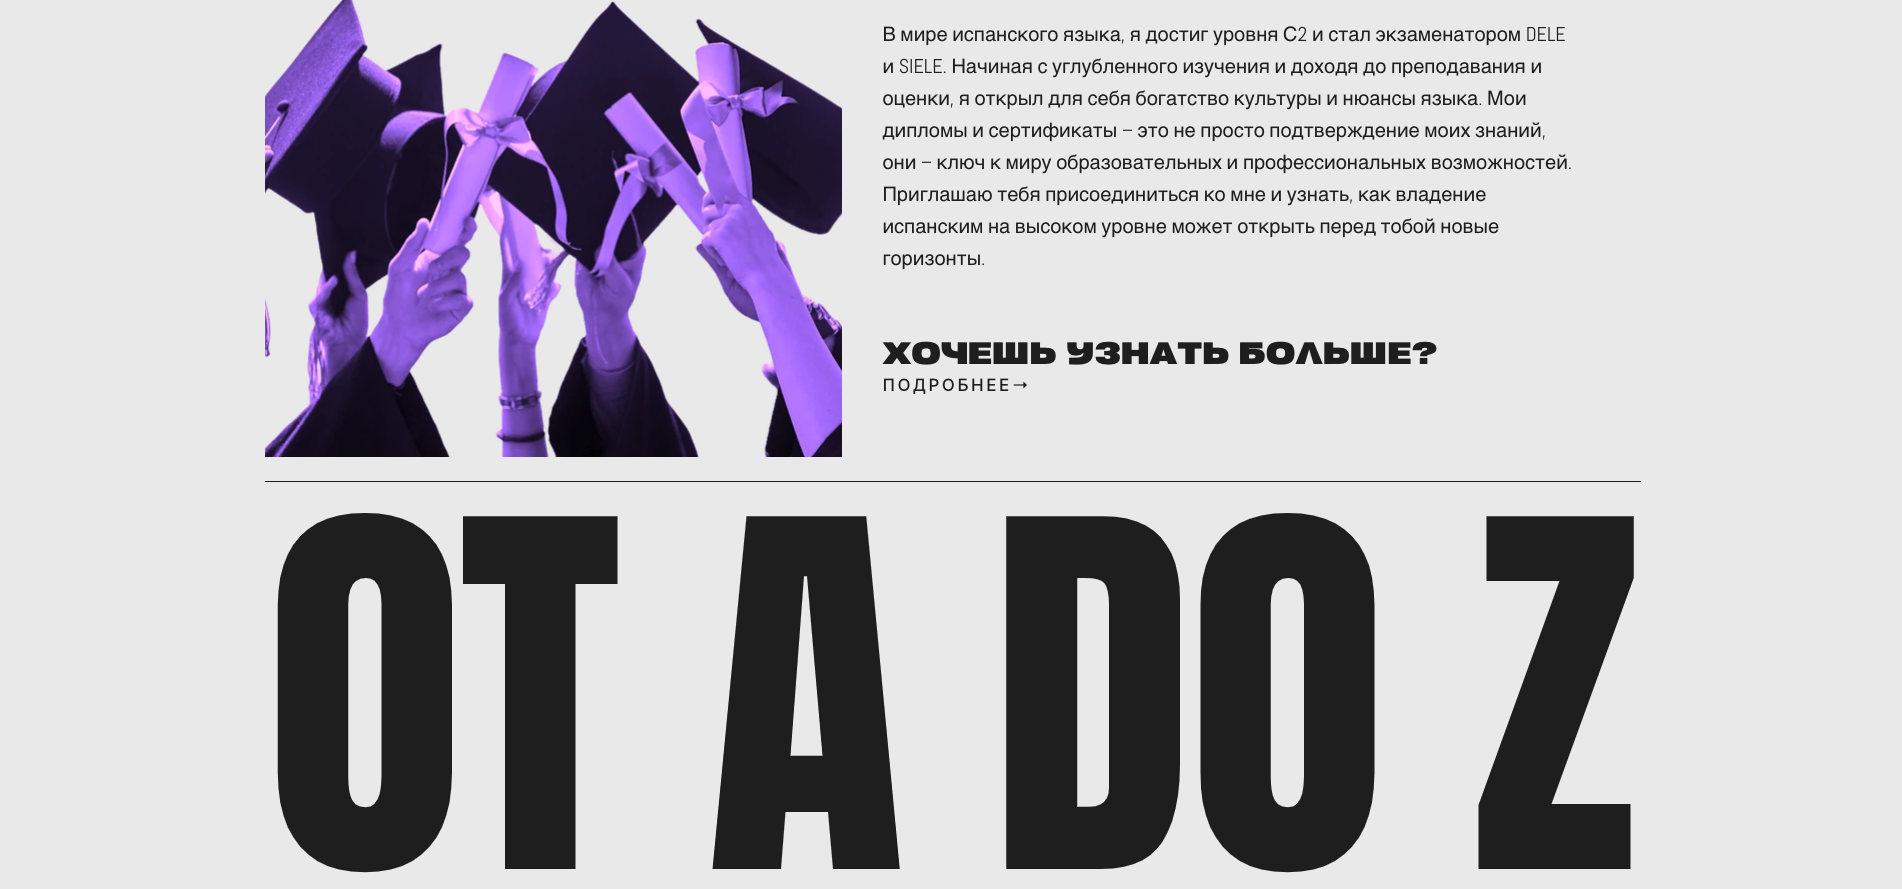 В мире испанского языка, я достиг уровня С2 и стал экзаменатором DELE
и SIELE. Начиная с углубленного изучения и доходя до преподавания и
оценки, я открыл для себя богатство культуры и нюансы языка. Мои
дипломы и сертификаты – это не просто подтверждение моих знаний,
они – ключ к миру образовательных и профессиональных возможностей.
Приглашаю тебя присоединиться ко мне и узнать, как владение
испанским на высоком уровне может открыть перед тобой новые
горизонты.
ХОЧЕШЬ УЗНАТЬ БОЛЬШЕ?
ПОДРОБНЕЕ→
OT A DO Z